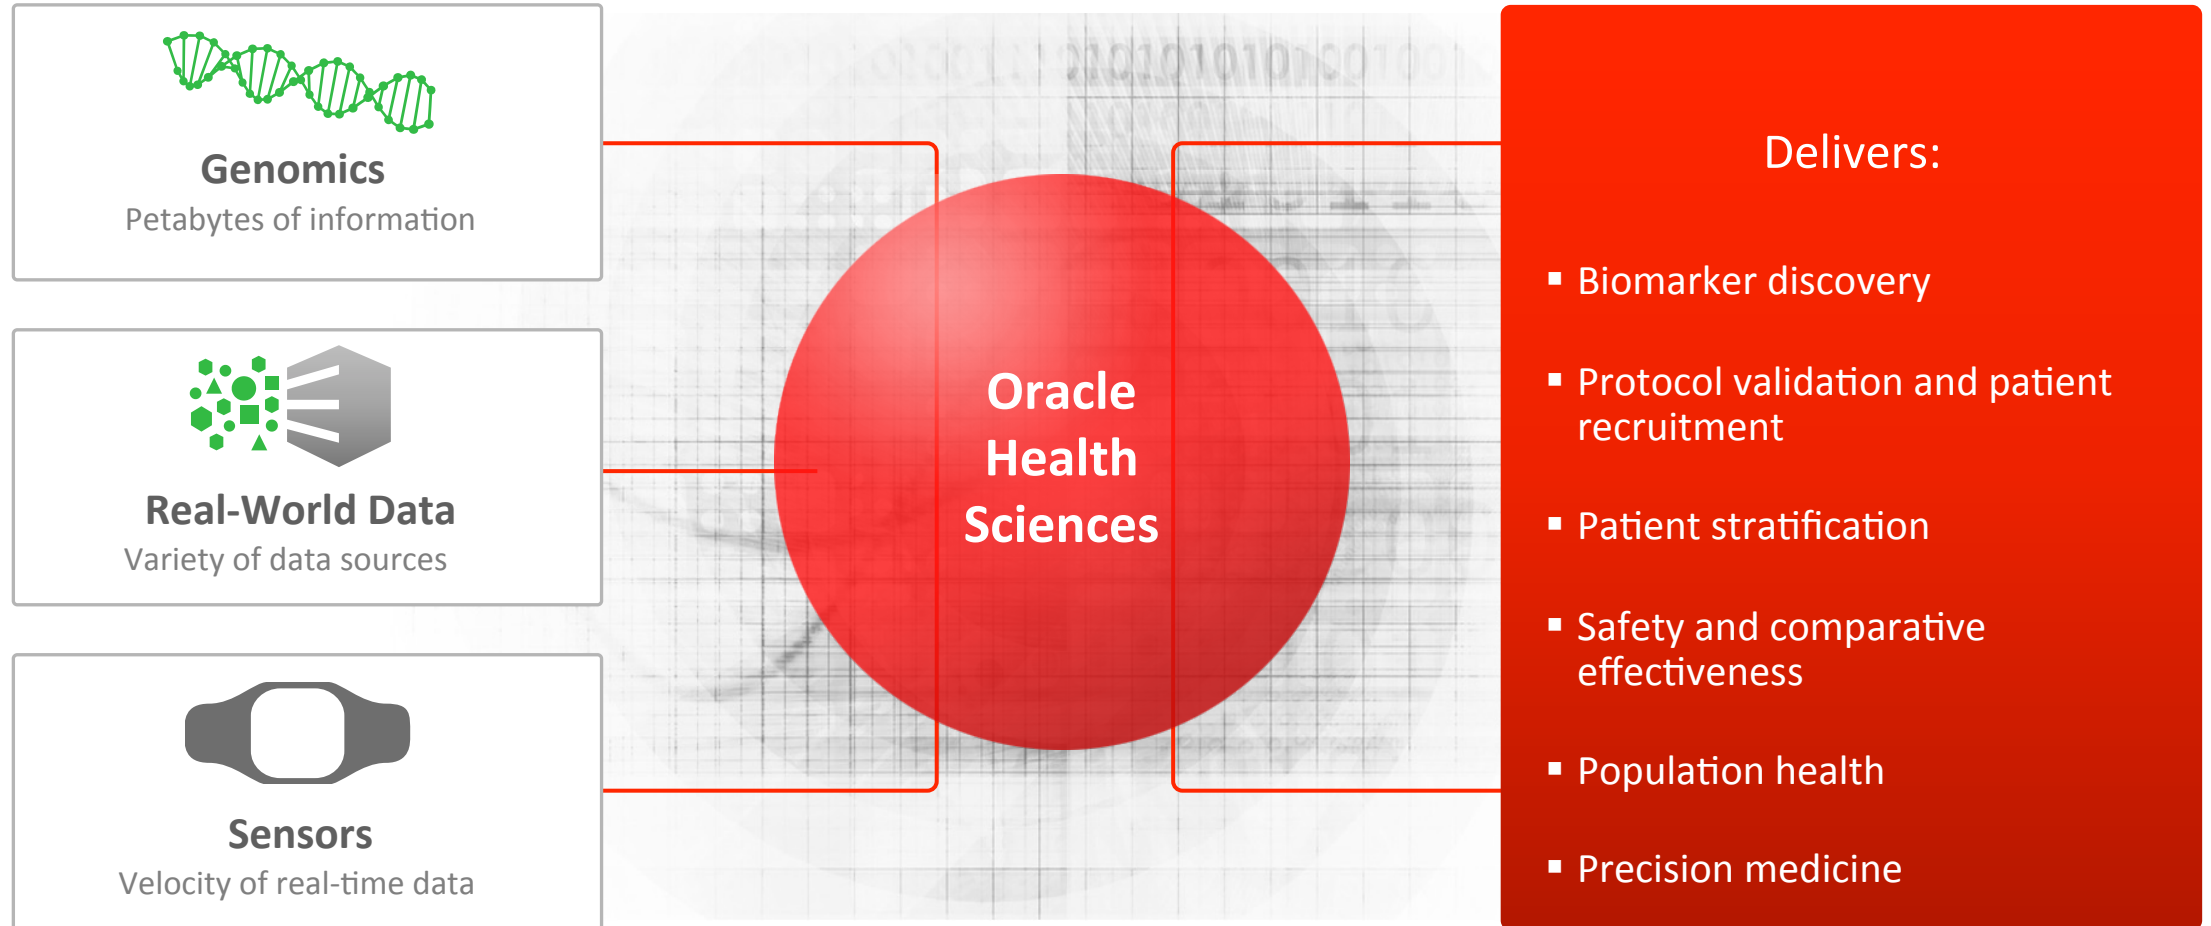 Genomics
Petabytes of information
Real-World Data
Variety of data sources
Sensors
Velocity of real-time data
Oracle
Health
Sciences
Delivers:
▪ Biomarker discovery
▪ Protocol validation and patient
recruitment
▪ Patient stratification
▪ Safety and comparative
effectiveness
▪ Population health
▪ Precision medicine